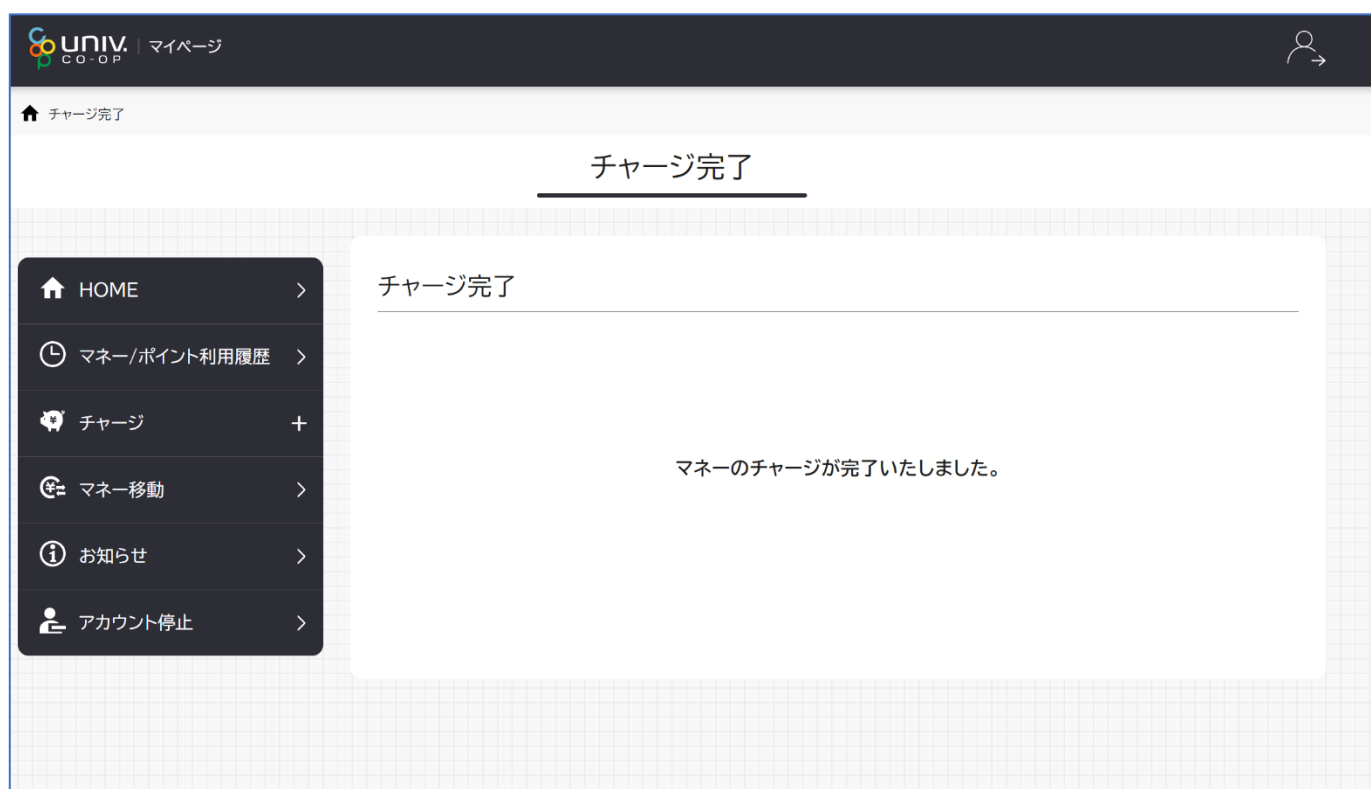 UNIV.
CO-OP
マイページ
チャージ完了
チャージ完了
HOME
マネー/ポイント利用履歴
チャージ
マネー移動
お知らせ
アカウント停止
チャージ完了
マネーのチャージが完了いたしました。